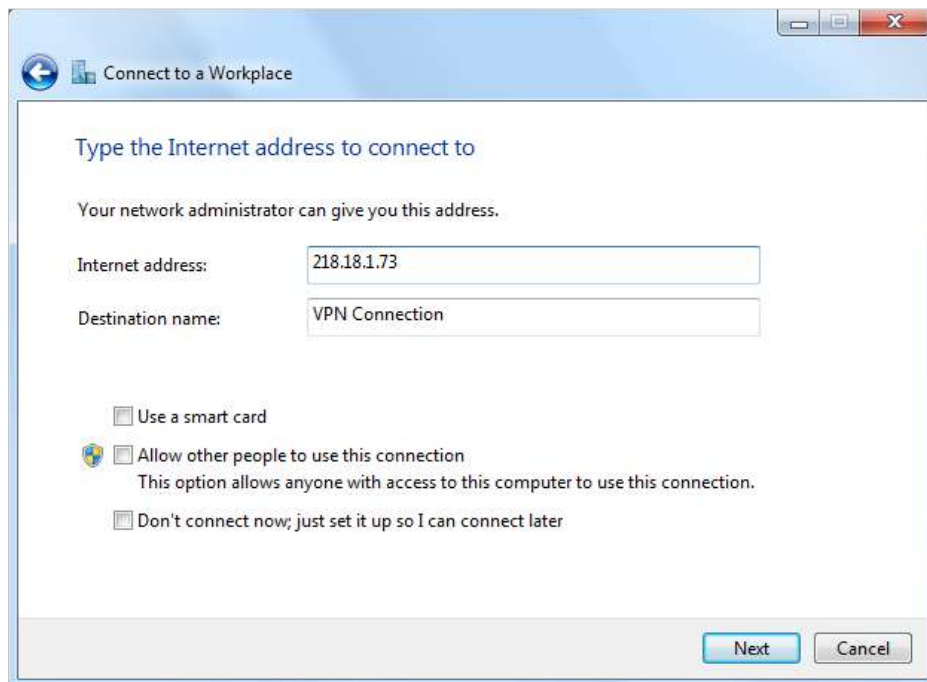 Connect to a Workplace
Type the Internet address to connect to
Your network administrator can give you this address.
Internet address: 218.18.1.73
Destination name: VPN Connection
Use a smart card
Allow other people to use this connection
This option allows anyone with access to this computer to use this connection.
Don't connect now; just set it up so I can connect later
Next Cancel